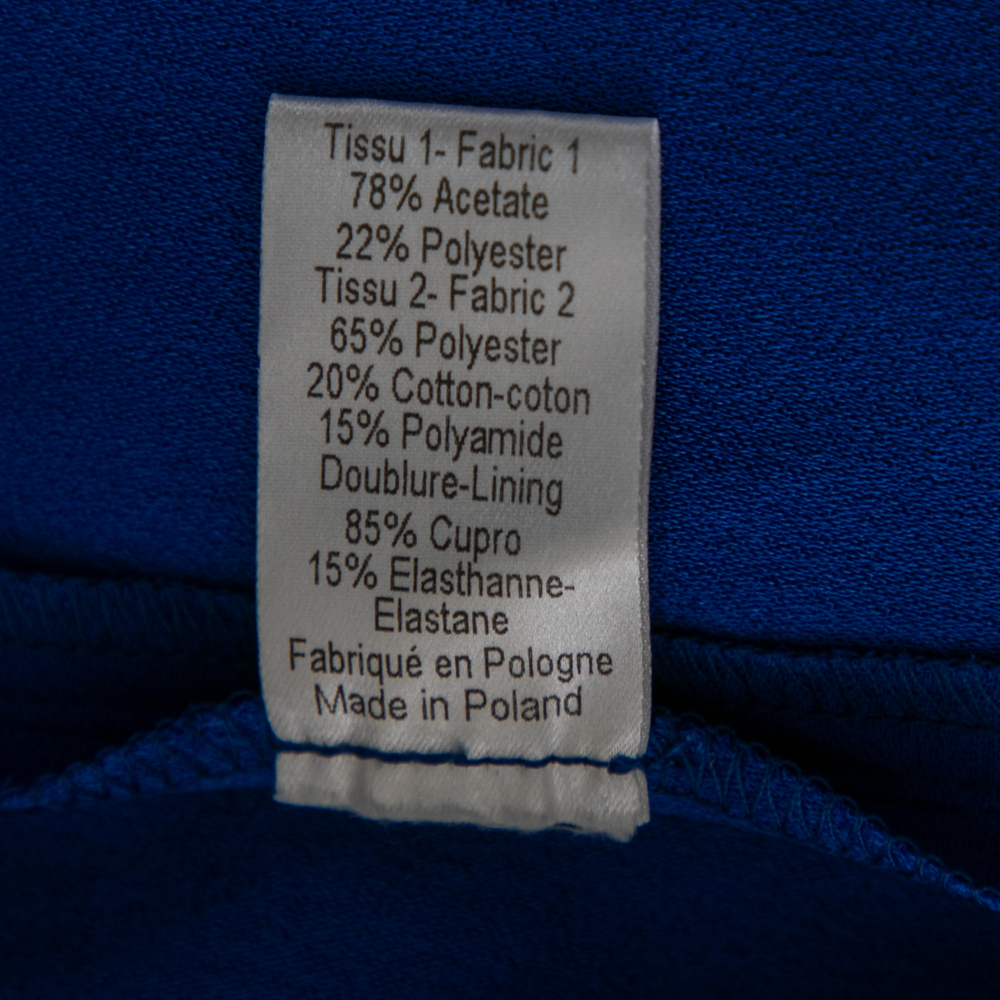 Tissu 1- Fabric 1
78% Acetate
22% Polyester
Tissu 2- Fabric 2
65% Polyester
20% Cotton-coton
15% Polyamide
Doublure-Lining
85% Cupro
15% Elasthanne-
Elastane
Fabriqué en Pologne
Made in Poland